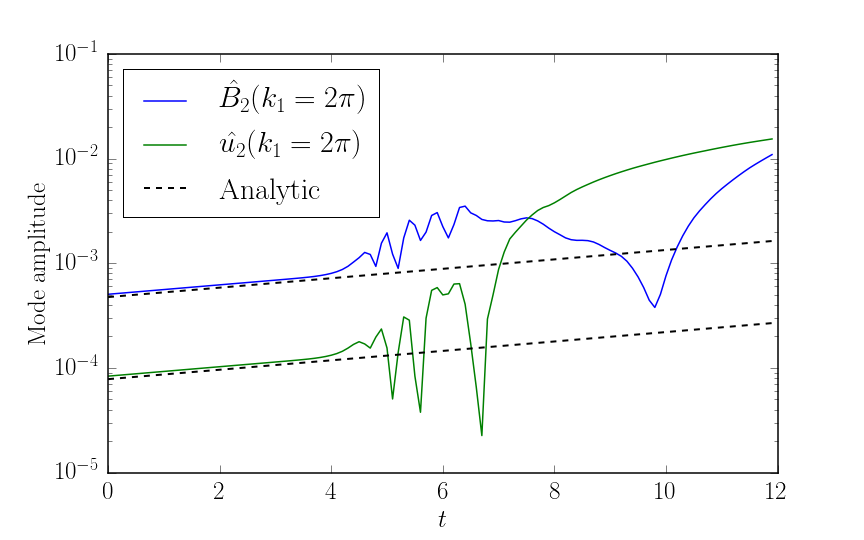 10⁻¹
10⁻²
10⁻³
10⁻⁴
10⁻⁵
Mode amplitude
B̂₂(k₁ = 2π)
û₂(k₁ = 2π)
Analytic
0 2 4 6 8 10 12
t